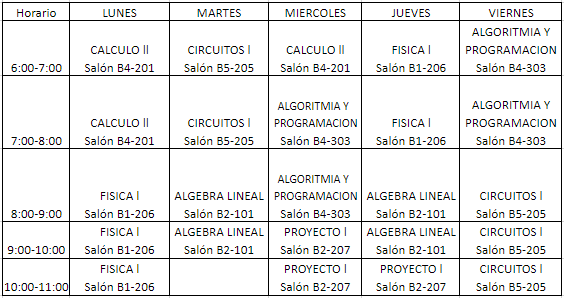 Horario LUNES MARTES MIERCOLES JUEVES VIERNES
6:00-7:00
CALCULO II
Salón B4-201
CIRCUITOS I
Salón B5-205
CALCULO II
Salón B4-201
FISICA I
Salón B1-206
ALGORITMIA Y
PROGRAMACION
Salón B4-303
7:00-8:00
CALCULO II
Salón B4-201
CIRCUITOS I
Salón B5-205
ALGORITMIA Y
PROGRAMACION
Salón B4-303
FISICA I
Salón B1-206
ALGORITMIA Y
PROGRAMACION
Salón B4-303
8:00-9:00
FISICA I
Salón B1-206
ALGEBRA LINEAL
Salón B2-101
ALGORITMIA Y
PROGRAMACION
Salón B4-303
ALGEBRA LINEAL
Salón B2-101
CIRCUITOS I
Salón B5-205
9:00-10:00
FISICA I
Salón B1-206
ALGEBRA LINEAL
Salón B2-101
PROYECTO I
Salón B2-207
ALGEBRA LINEAL
Salón B2-101
CIRCUITOS I
Salón B5-205
10:00-11:00
FISICA I
Salón B1-206
PROYECTO I
Salón B2-207
PROYECTO I
Salón B2-207
CIRCUITOS I
Salón B5-205